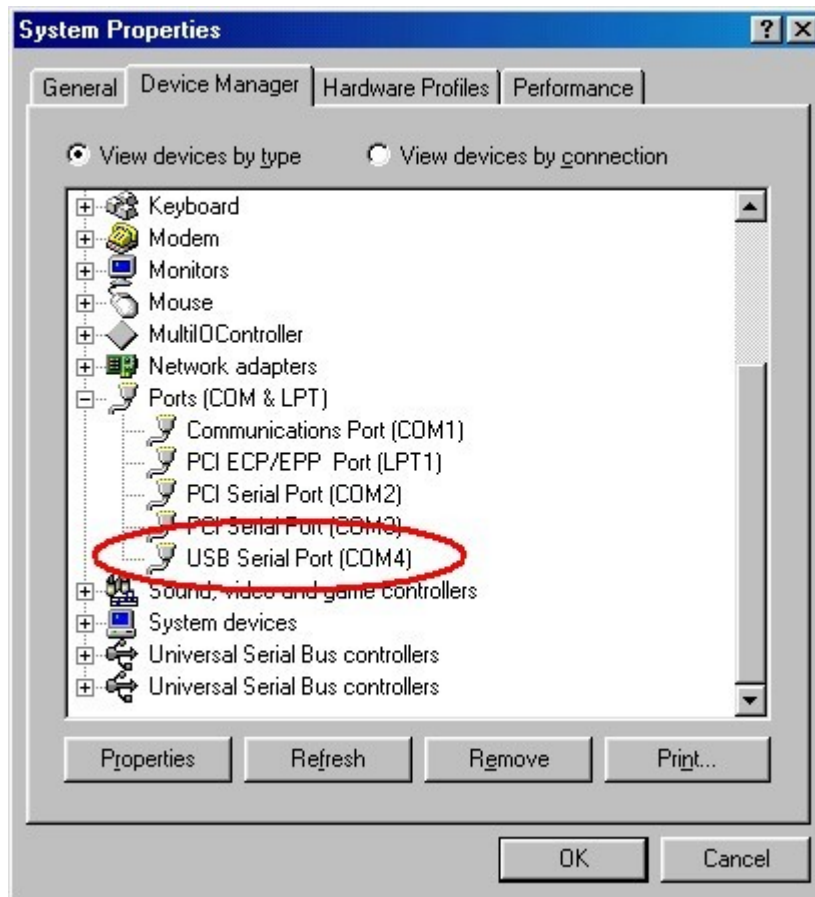 System Properties
General Device Manager Hardware Profiles Performance
View devices by type View devices by connection
Keyboard
Modem
Monitors
Mouse
MultiIOController
Network adapters
Ports (COM & LPT)
Communications Port (COM1)
PCI ECP/EPP Port (LPT1)
PCI Serial Port (COM2)
PCI Serial Port (COM3)
USB Serial Port (COM4)
Sound, video and game controllers
System devices
Universal Serial Bus controllers
Universal Serial Bus controllers
Properties Refresh Remove Print...
OK Cancel